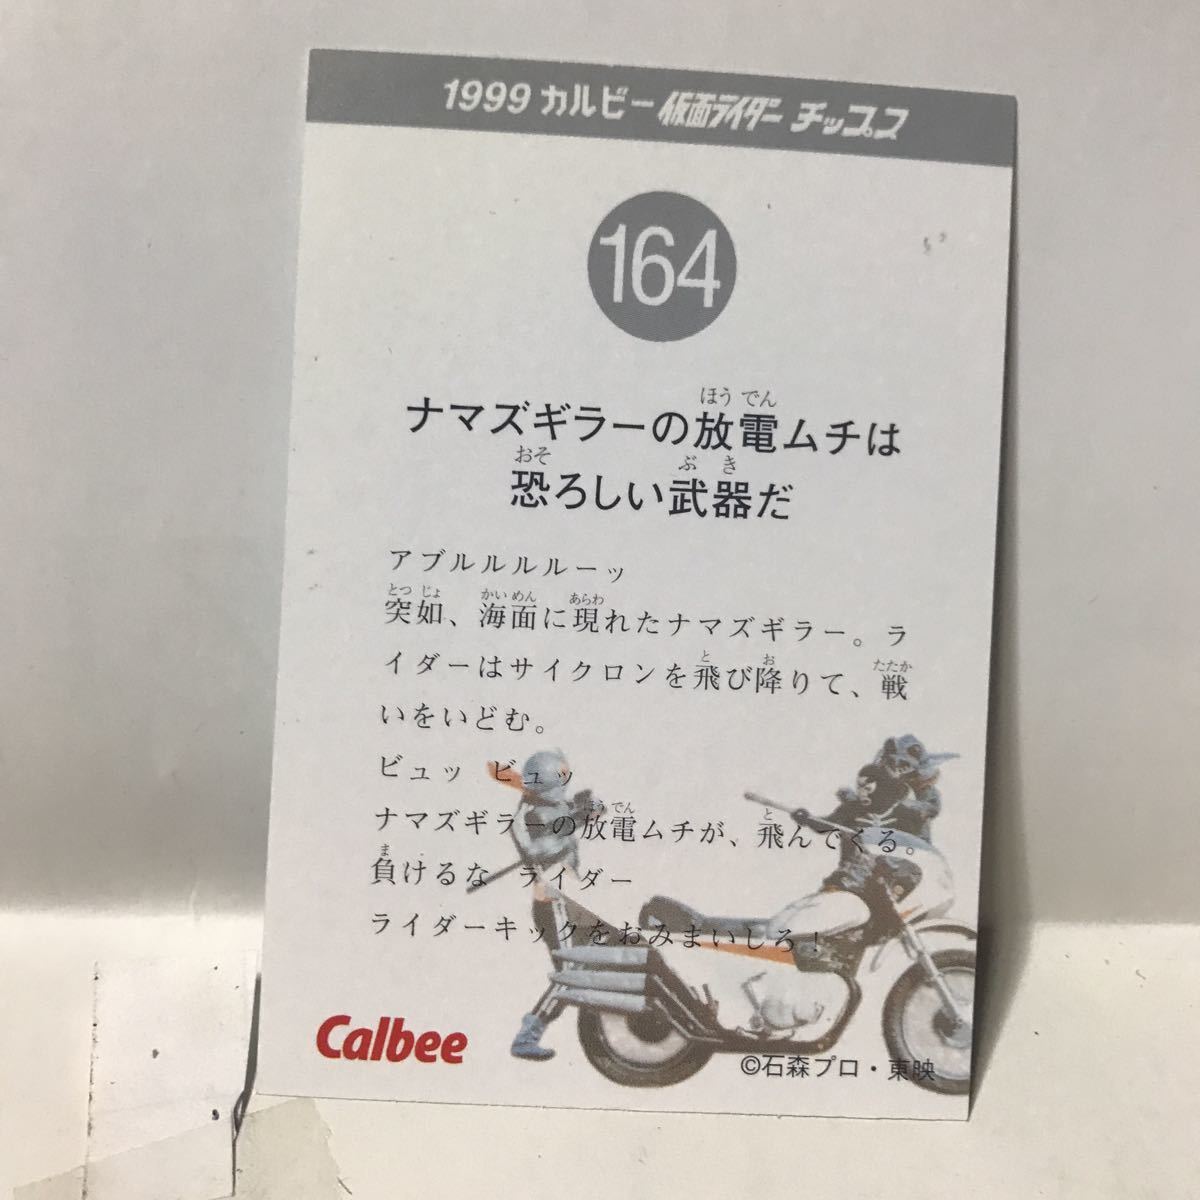 1999 カルビー 仮面ライダー チップス
164
ほうでん
ナマズギラーの放電ムチは
おそ ぶき
恐ろしい武器だ
アブルルルルーッ
とつじょ かいめん あらわ
突如、海面に現れたナマズギラー。ラ
と お たたか
イダーはサイクロンを飛び降りて、戦
いをいどむ。
ビュッ ビュッ
ほうでん と
ナマズギラーの放電ムチが、飛んでくる。
ま
負けるな ライダー
ライダーキックをおみまいしろ!
Calbee
©石森プロ・東映